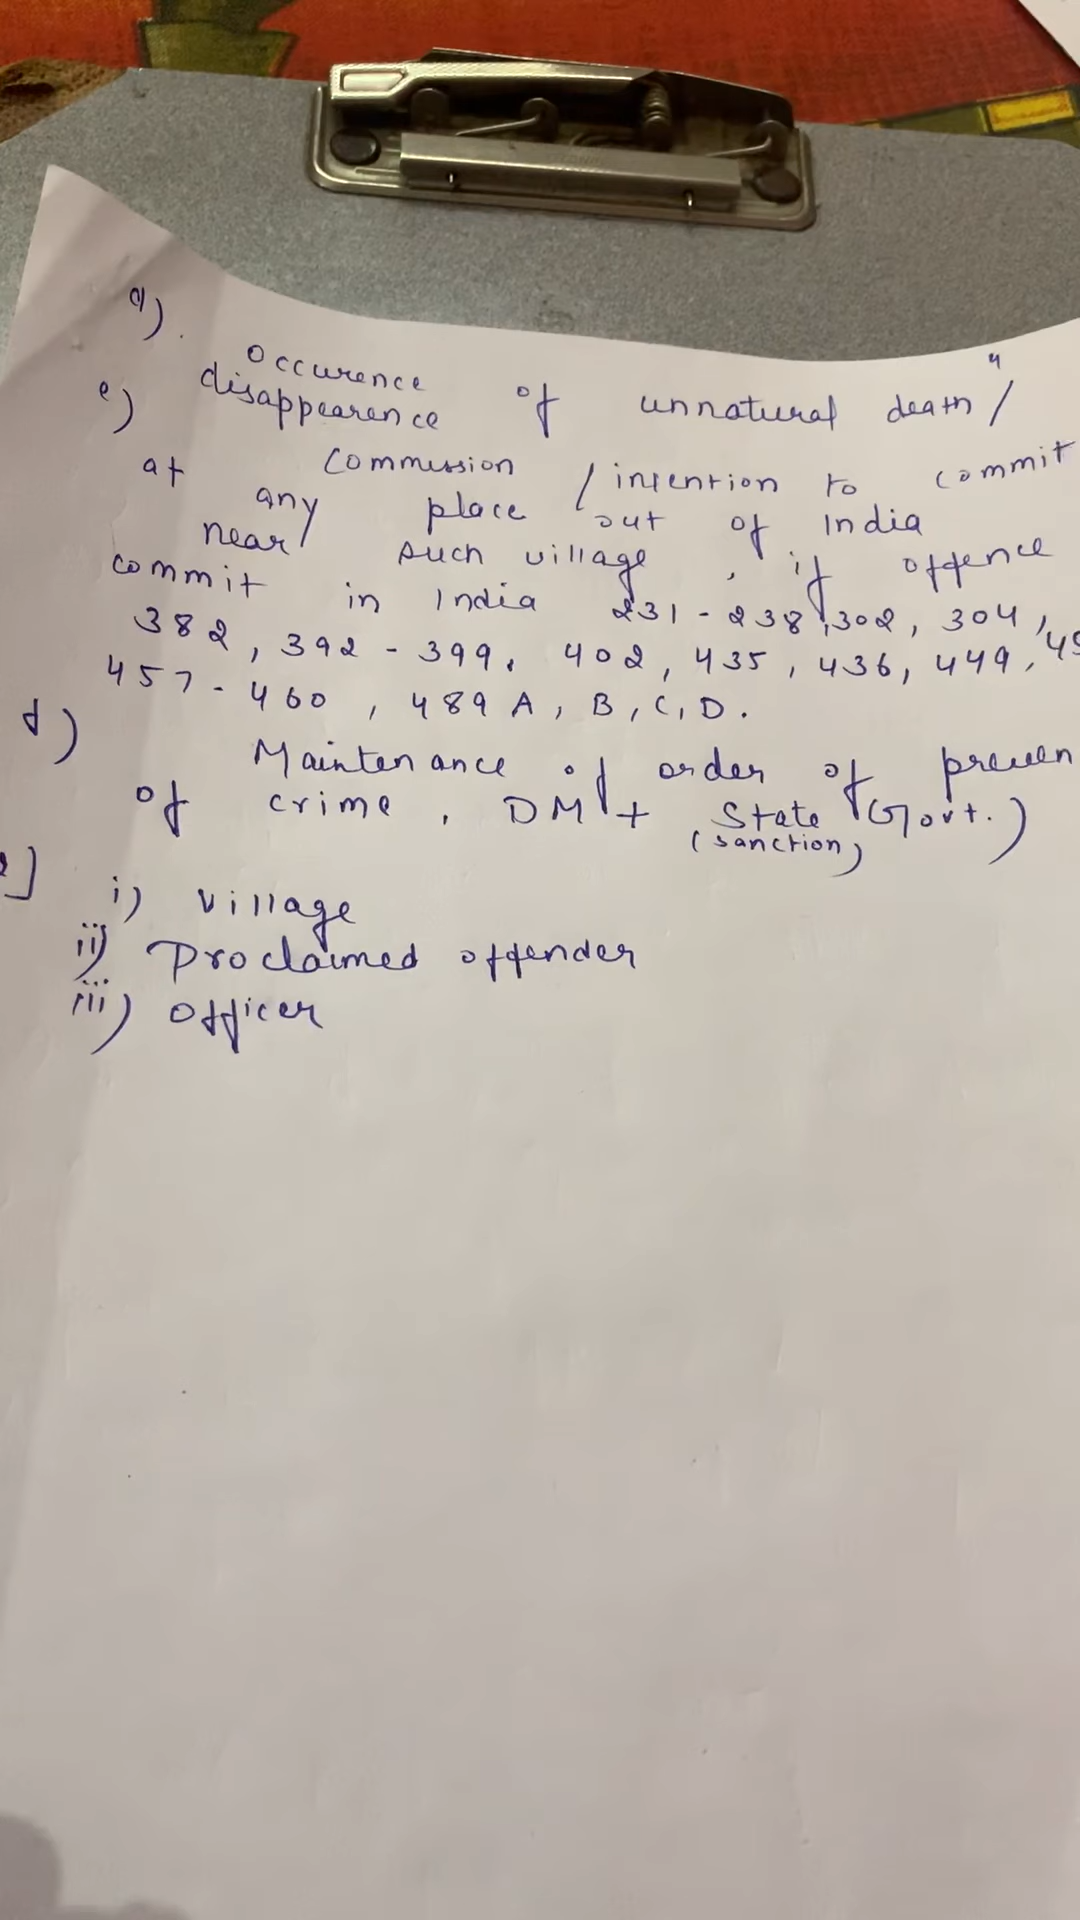 d).
occurence of unnatural death /
disappearence
e) commission / intention to commit
at any place out of India
near such village, if offence
commit in India 231-238, 302, 304,
382, 392-399, 402, 435, 436, 449,
457-460, 489 A, B, C, D.
f) Maintenance of order of
of crime, DM + State Govt.)
(sanction)
i) village
ii) Proclaimed offender
iii) officer